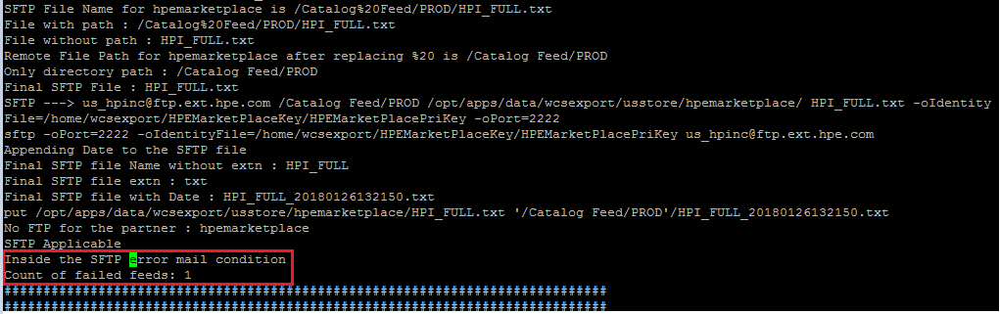 SFTP File Name for hpemarketplace is /Catalog%20Feed/PROD/HPI_FULL.txt
File with path : /Catalog%20Feed/PROD/HPI_FULL.txt
File without path : HPI_FULL.txt
Remote File Path for hpemarketplace after replacing %20 is /Catalog Feed/PROD
Only directory path : /Catalog Feed/PROD
Final SFTP File : HPI_FULL.txt
SFTP ---> us_hpinc@ftp.ext.hpe.com /Catalog Feed/PROD /opt/apps/data/wcsexport/usstore/hpemarketplace/ HPI_FULL.txt -oIdentity
File=/home/wcsexport/HPEMarketPlaceKey/HPEMarketPlacePriKey -oPort=2222
sftp -oPort=2222 -oIdentityFile=/home/wcsexport/HPEMarketPlaceKey/HPEMarketPlacePriKey us_hpinc@ftp.ext.hpe.com
Appending Date to the SFTP file
Final SFTP file Name without extn : HPI_FULL
Final SFTP file extn : txt
Final SFTP file with Date : HPI_FULL_20180126132150.txt
put /opt/apps/data/wcsexport/usstore/hpemarketplace/HPI_FULL.txt '/Catalog Feed/PROD'/HPI_FULL_20180126132150.txt
No FTP for the partner : hpemarketplace
SFTP Applicable
Inside the SFTP error mail condition
Count of failed feeds: 1
#############################################################################
#############################################################################